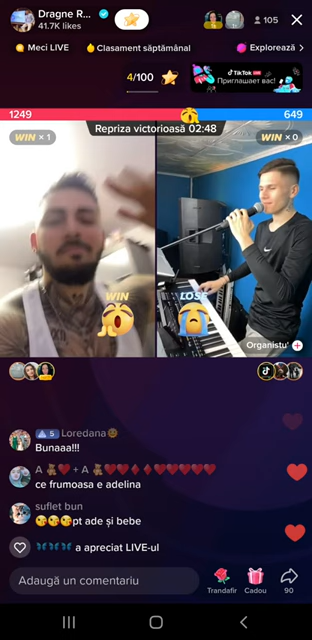 Dragne R...
41.7K likes
105
Meci LIVE
Clasament săptămânal
Explorează >
4/100
TikTok LIVE
Приглашает вас!
1249
649
WIN × 1
Repriza victorioasă 02:48
WIN × 0
WIN
LOSE
Organistu'
5 Loredana
Bunaaa!!!
A + A
ce frumoasa e adelina
suflet bun
pt ade și bebe
a apreciat LIVE-ul
Adaugă un comentariu
Trandafir
Cadou
90